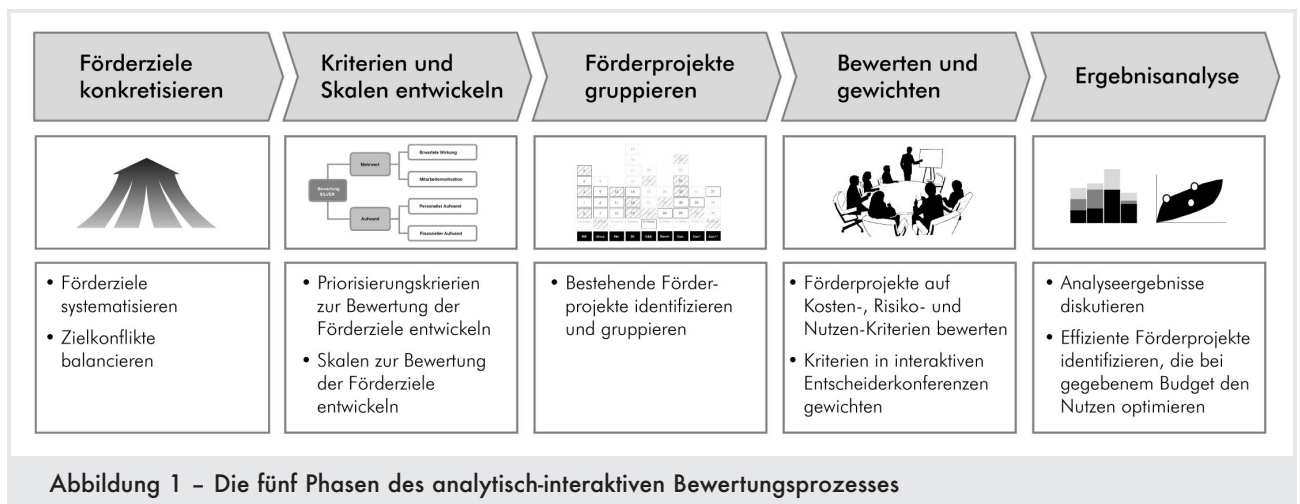 Förderziele
konkretisieren
Kriterien und
Skalen entwickeln
Förderprojekte
gruppieren
Bewerten und
gewichten
Ergebnisanalyse
Bewertung
SILVER
Mehrwert
Aufwand
Erwartete Wirkung
Mitarbeitermotivation
Personeller Aufwand
Finanzieller Aufwand
• Förderziele
systematisieren
• Zielkonflikte
balancieren
• Priorisierungskrierien
zur Bewertung der
Förderziele entwickeln
• Skalen zur Bewertung
der Förderziele
entwickeln
• Bestehende Förder-
projekte identifizieren
und gruppieren
• Förderprojekte auf
Kosten-, Risiko- und
Nutzen-Kriterien bewerten
• Kriterien in interaktiven
Entscheiderkonferenzen
gewichten
• Analyseergebnisse
diskutieren
• Effiziente Förderprojekte
identifizieren, die bei
gegebenem Budget den
Nutzen optimieren
Abbildung 1 – Die fünf Phasen des analytisch-interaktiven Bewertungsprozesses